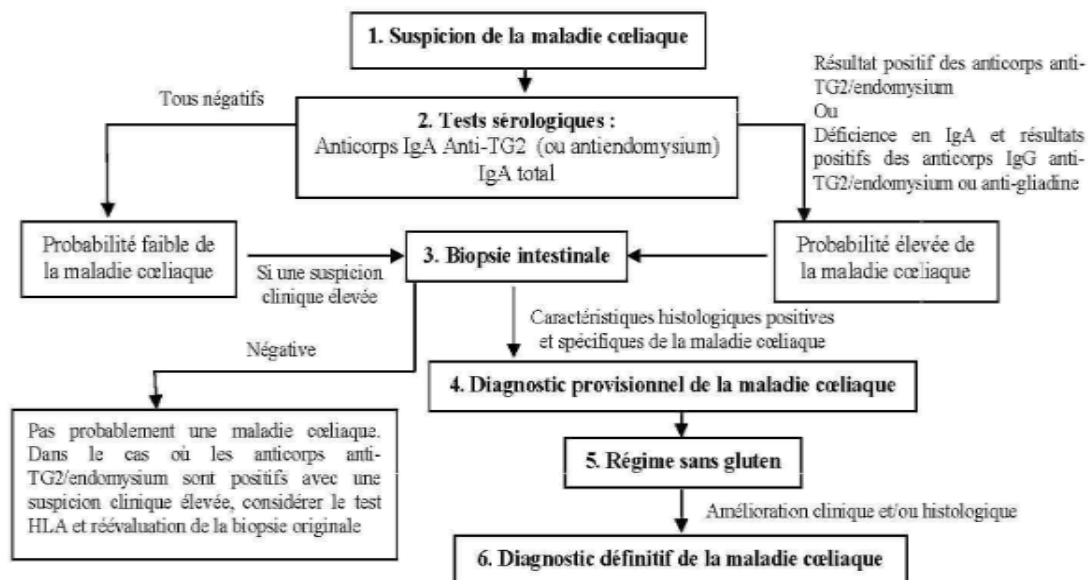 1. Suspicion de la maladie cœliaque
Tous négatifs
2. Tests sérologiques :
Anticorps IgA Anti-TG2 (ou antiendomysium)
IgA total
Résultat positif des anticorps anti-
TG2/endomysium
Ou
Déficience en IgA et résultats
positifs des anticorps IgG anti-
TG2/endomysium ou anti-gliadine
Probabilité faible de
la maladie cœliaque
Si une suspicion
clinique élevée
3. Biopsie intestinale
Probabilité élevée de
la maladie cœliaque
Négative
Caractéristiques histologiques positives
et spécifiques de la maladie cœliaque
4. Diagnostic provisionnel de la maladie cœliaque
Pas probablement une maladie cœliaque.
Dans le cas où les anticorps anti-
TG2/endomysium sont positifs avec une
suspicion clinique élevée, considérer le test
HLA et réévaluation de la biopsie originale
5. Régime sans gluten
Amélioration clinique et/ou histologique
6. Diagnostic définitif de la maladie cœliaque